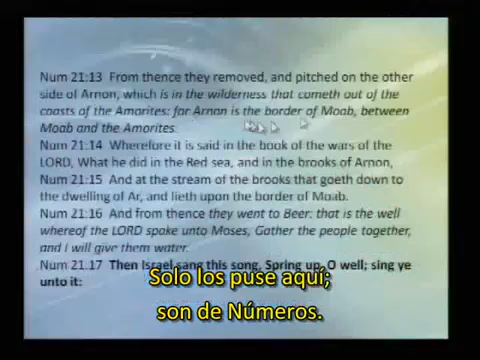 Num 21:13  From thence they removed, and pitched on the other
side of Arnon, which is in the wilderness that cometh out of the
coasts of the Amorites: for Arnon is the border of Moab, between
Moab and the Amorites.
Num 21:14  Wherefore it is said in the book of the wars of the
LORD, What he did in the Red sea, and in the brooks of Arnon,
Num 21:15  And at the stream of the brooks that goeth down to
the dwelling of Ar, and lieth upon the border of Moab.
Num 21:16  And from thence they went to Beer: that is the well
whereof the LORD spake unto Moses, Gather the people together,
and I will give them water.
Num 21:17  Then Israel sang this song, Spring up, O well; sing ye
unto it:
Solo los puse aquí;
son de Números.